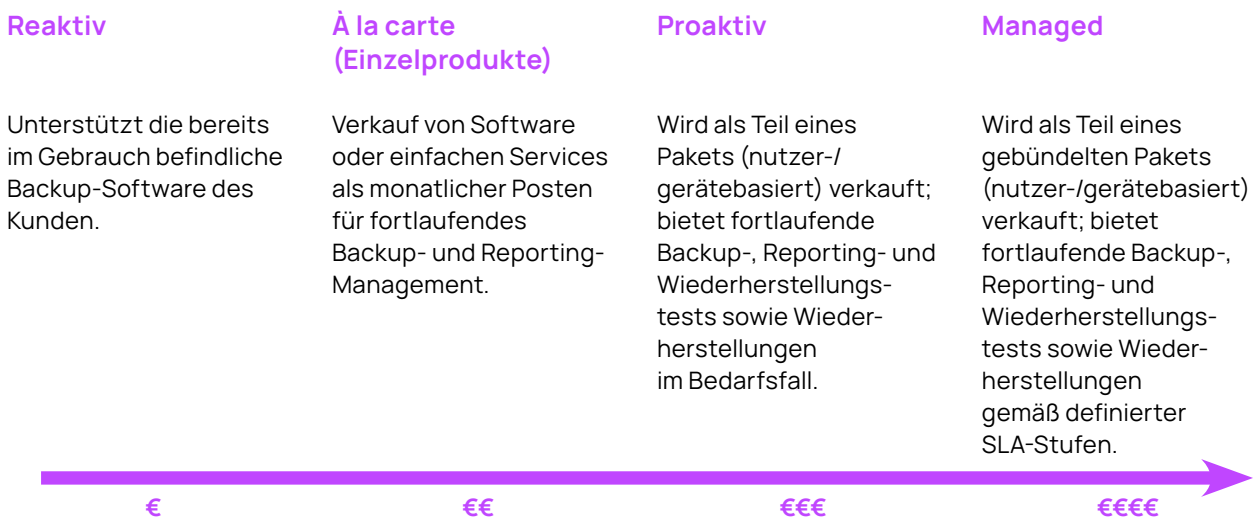 Reaktiv
Unterstützt die bereits
im Gebrauch befindliche
Backup-Software des
Kunden.
À la carte
(Einzelprodukte)
Verkauf von Software
oder einfachen Services
als monatlicher Posten
für fortlaufendes
Backup- und Reporting-
Management.
Proaktiv
Wird als Teil eines
Pakets (nutzer-/
gerätebasiert) verkauft;
bietet fortlaufende
Backup-, Reporting- und
Wiederherstellungs-
tests sowie Wieder-
herstellungen
im Bedarfsfall.
Managed
Wird als Teil eines
gebündelten Pakets
(nutzer-/gerätebasiert)
verkauft; bietet
fortlaufende Backup-,
Reporting- und
Wiederherstellungs-
tests sowie Wieder-
herstellungen
gemäß definierter
SLA-Stufen.
€
€€
€€€
€€€€